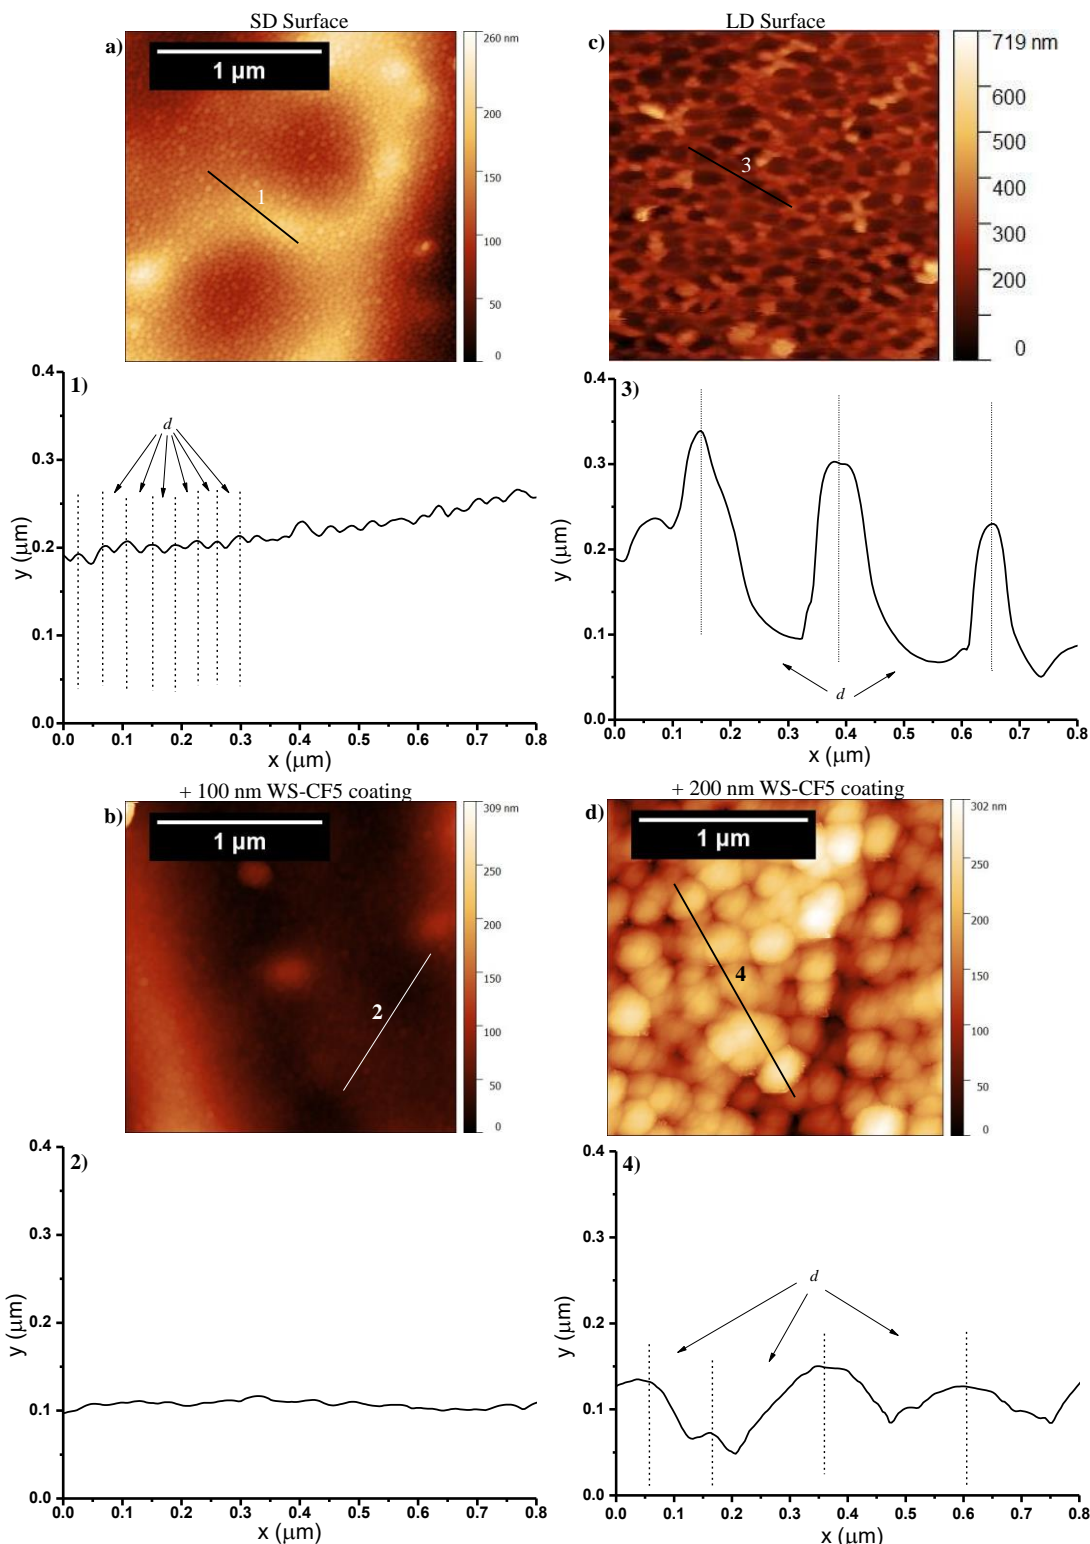 SD Surface
a)
1 μm
1
260 nm
200
150
100
50
0
LD Surface
c)
3
719 nm
600
500
400
300
200
0
1)
d
0.4
0.3
0.2
0.1
0.0
y (μm)
0.0 0.1 0.2 0.3 0.4 0.5 0.6 0.7 0.8
x (μm)
3)
d
0.4
0.3
0.2
0.1
0.0
y (μm)
0.0 0.1 0.2 0.3 0.4 0.5 0.6 0.7 0.8
x (μm)
+ 100 nm WS-CF5 coating
b)
1 μm
2
309 nm
250
200
150
100
50
0
+ 200 nm WS-CF5 coating
d)
1 μm
4
302 nm
250
200
150
100
50
0
2)
0.4
0.3
0.2
0.1
0.0
y (μm)
0.0 0.1 0.2 0.3 0.4 0.5 0.6 0.7 0.8
x (μm)
4)
d
0.4
0.3
0.2
0.1
0.0
y (μm)
0.0 0.1 0.2 0.3 0.4 0.5 0.6 0.7 0.8
x (μm)